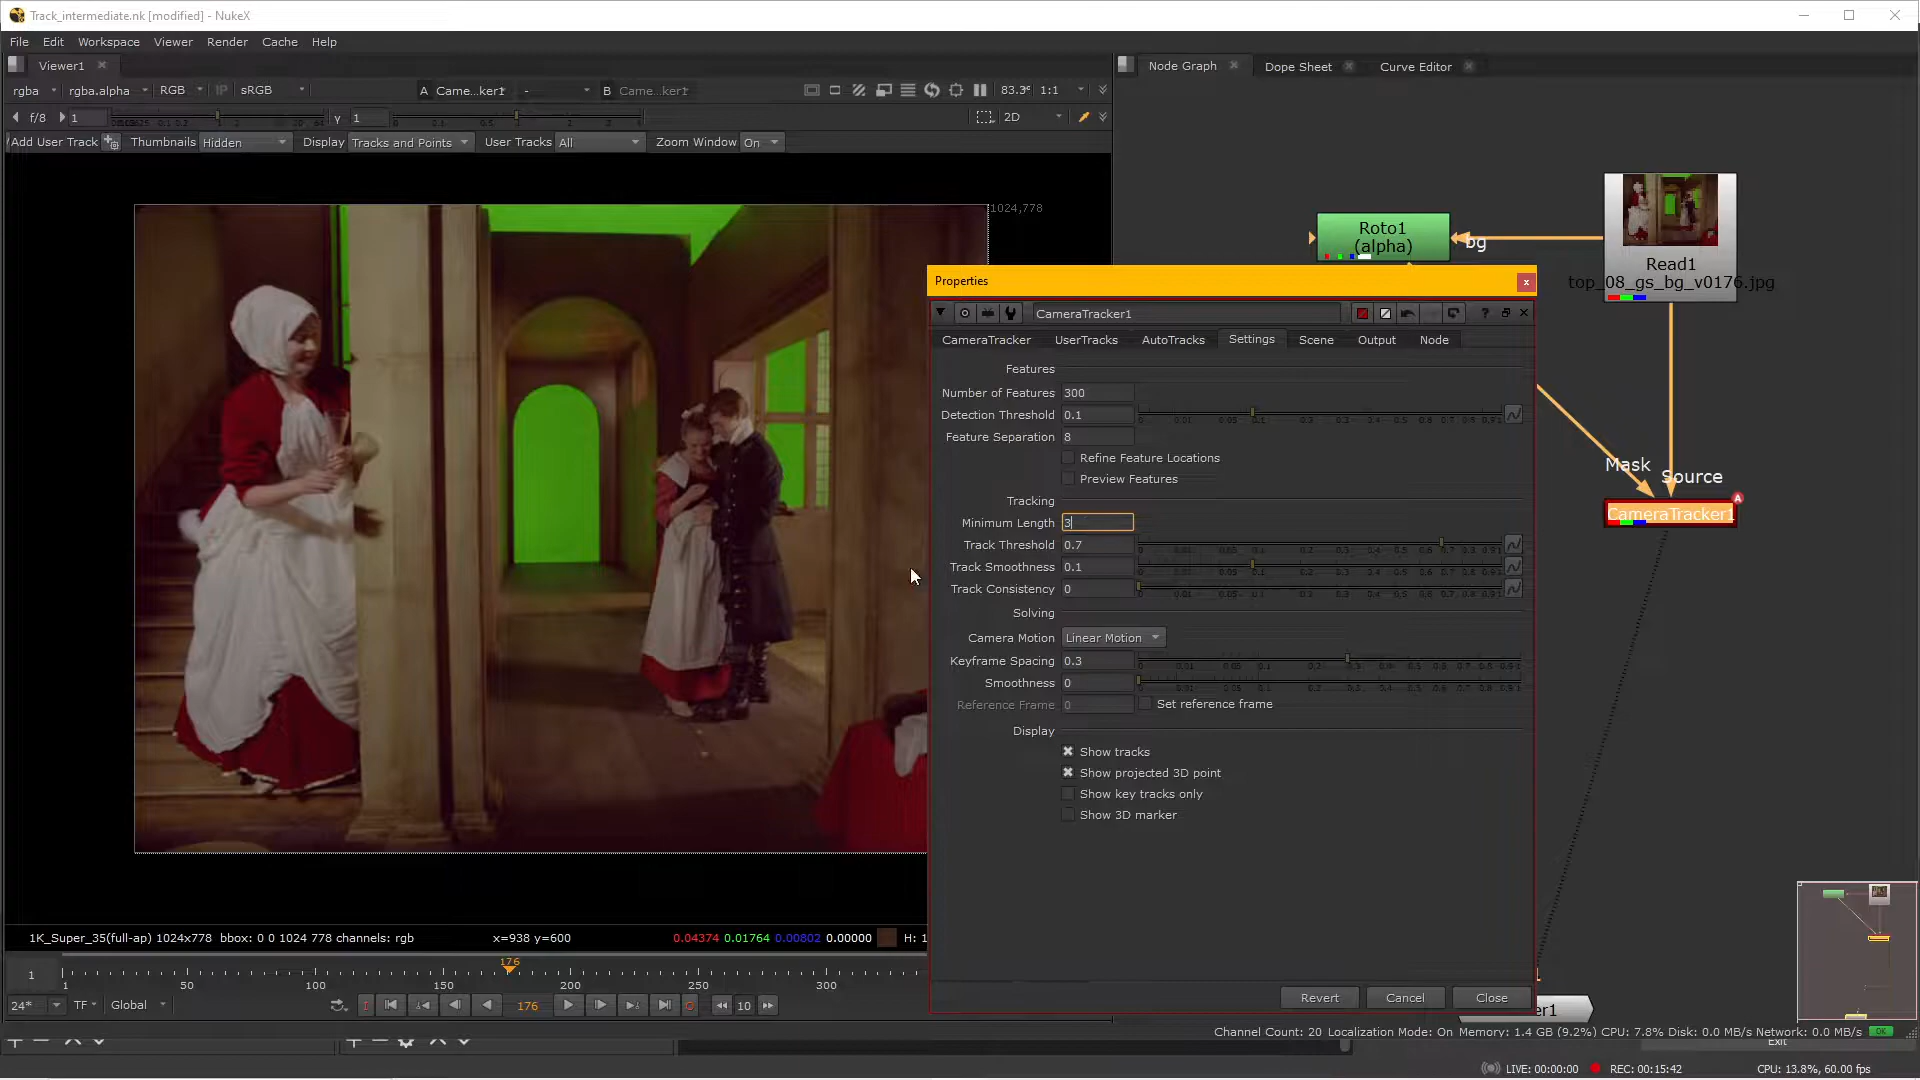 Track_intermediate.nk [modified] - NukeX
File Edit Workspace Viewer Render Cache Help
Viewer1
rgba rgba.alpha RGB IP sRGB A Came...ker1 - B Came...ker1 83.3 1:1
f/8 1 γ 1 2D
Add User Track Thumbnails Hidden Display Tracks and Points User Tracks All Zoom Window On
1024,778
Node Graph Dope Sheet Curve Editor
Roto1
(alpha)
bg
Read1
top_08_gs_bg_v0176.jpg
Mask
Source
A
CameraTracker1
Properties
x
CameraTracker1
?
CameraTracker UserTracks AutoTracks Settings Scene Output Node
Features
Number of Features 300
Detection Threshold 0.1
Feature Separation 8
Refine Feature Locations
Preview Features
Tracking
Minimum Length 3
Track Threshold 0.7
Track Smoothness 0.1
Track Consistency 0
Solving
Camera Motion Linear Motion
Keyframe Spacing 0.3
Smoothness 0
Reference Frame 0 Set reference frame
Display
Show tracks
Show projected 3D point
Show key tracks only
Show 3D marker
Revert Cancel Close
1K_Super_35(full-ap) 1024x778 bbox: 0 0 1024 778 channels: rgb x=938 y=600 0.04374 0.01764 0.00802 0.00000 H: 1
176
1
1 50 100 150 200 250 300
24* TF Global 176 10
er1
Channel Count: 20 Localization Mode: On Memory: 1.4 GB (9.2%) CPU: 7.8% Disk: 0.0 MB/s Network: 0.0 MB/s OK
Exit
LIVE: 00:00:00 REC: 00:15:42 CPU: 13.8%, 60.00 fps